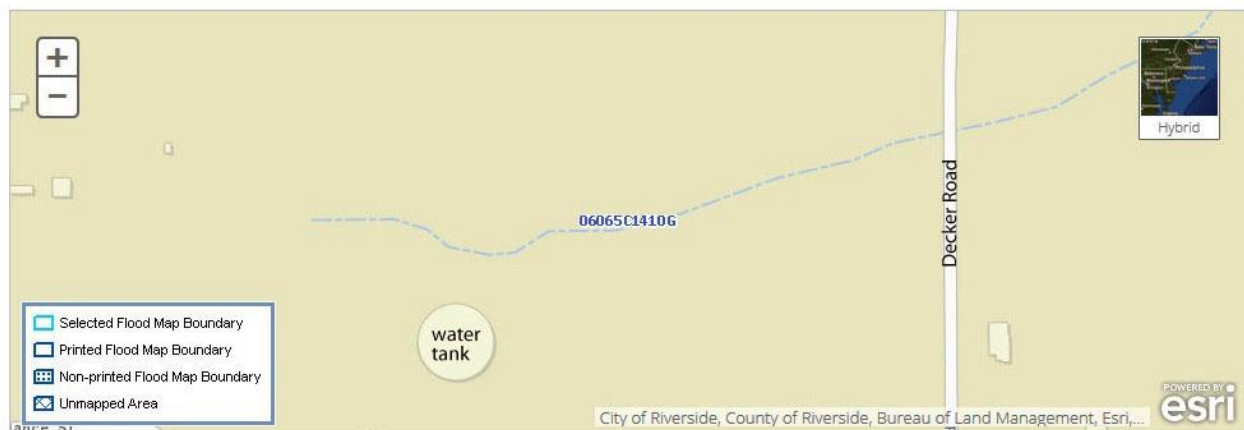 +
−
Hybrid
06065C1410G
Decker Road
Selected Flood Map Boundary
Printed Flood Map Boundary
Non-printed Flood Map Boundary
Unmapped Area
water
tank
City of Riverside, County of Riverside, Bureau of Land Management, Esri,...
POWERED BY
esri